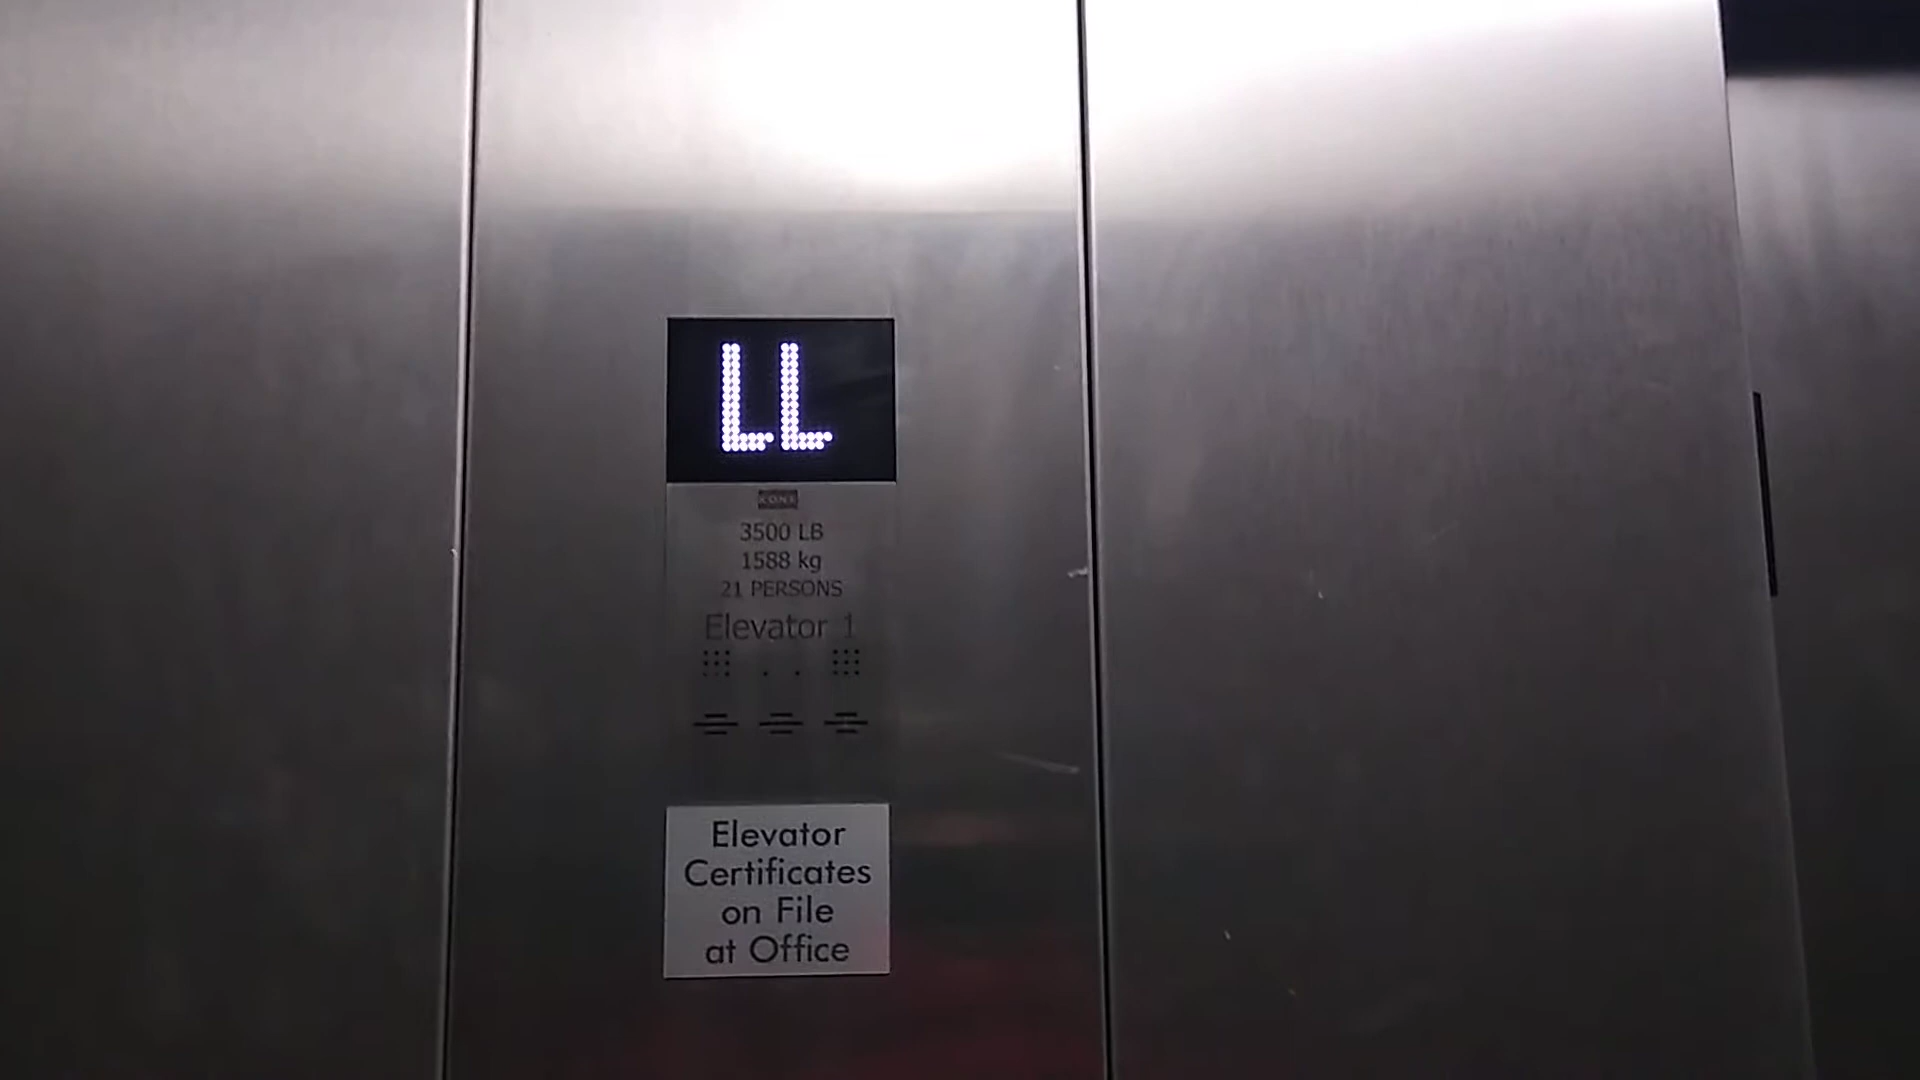 LL
KONE
3500 LB
1588 kg
21 PERSONS
Elevator 1
Elevator
Certificates
on File
at Office